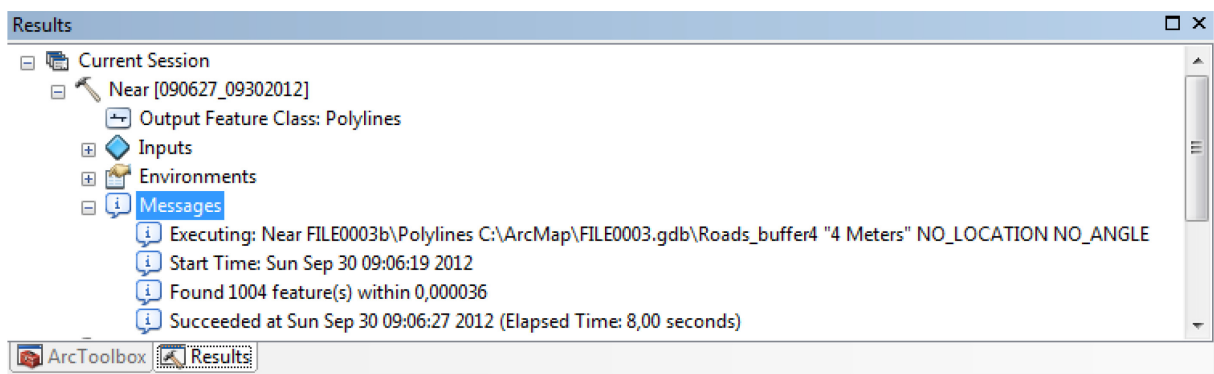 Results
Current Session
Near [090627_09302012]
Output Feature Class: Polylines
Inputs
Environments
Messages
Executing: Near FILE0003b\Polylines C:\ArcMap\FILE0003.gdb\Roads_buffer4 "4 Meters" NO_LOCATION NO_ANGLE
Start Time: Sun Sep 30 09:06:19 2012
Found 1004 feature(s) within 0,000036
Succeeded at Sun Sep 30 09:06:27 2012 (Elapsed Time: 8,00 seconds)
ArcToolbox Results